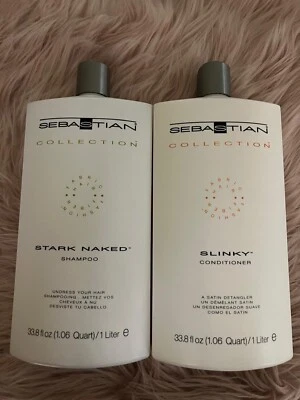 SEBASTIAN
COLLECTION
STARK NAKED™
SHAMPOO
UNDRESS YOUR HAIR
SHAMPOOING . METTEZ VOS
CHEVEUX A NU
DESVISTE TU CABELLO
33.8 fl oz (1.06 Quart)/1 Liter ℮
SEBASTIAN
COLLECTION
SLINKY™
CONDITIONER
A SATIN DETANGLER
UN DÉMÊLANT SATIN
UN DESENREDADOR SUAVE
COMO EL SATIN
33.8 fl oz (1.06 Quart)/1 Liter ℮